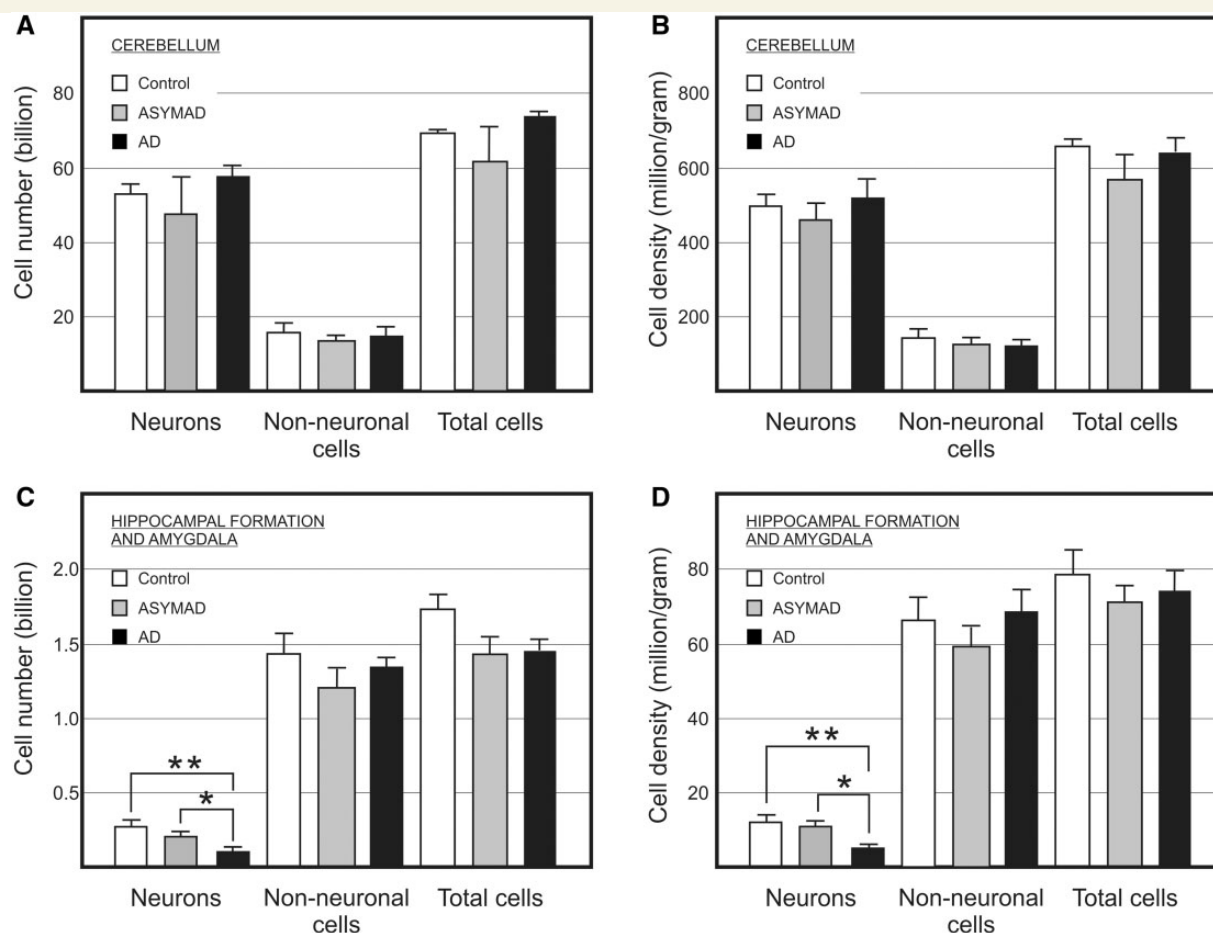 A
CEREBELLUM
Control
ASYMAD
AD
Cell number (billion)
80
60
40
20
Neurons
Non-neuronal
cells
Total cells
B
CEREBELLUM
Control
ASYMAD
AD
Cell density (million/gram)
800
600
400
200
Neurons
Non-neuronal
cells
Total cells
C
HIPPOCAMPAL FORMATION
AND AMYGDALA
Control
ASYMAD
AD
Cell number (billion)
2.0
1.5
1.0
0.5
**
*
Neurons
Non-neuronal
cells
Total cells
D
HIPPOCAMPAL FORMATION
AND AMYGDALA
Control
ASYMAD
AD
Cell density (million/gram)
80
60
40
20
**
*
Neurons
Non-neuronal
cells
Total cells